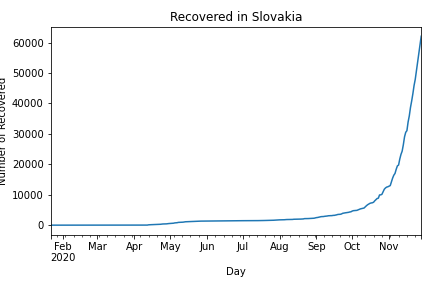 Recovered in Slovakia
60000
50000
40000
30000
20000
10000
0
Number of Recovered
Feb Mar Apr May Jun Jul Aug Sep Oct Nov
2020
Day